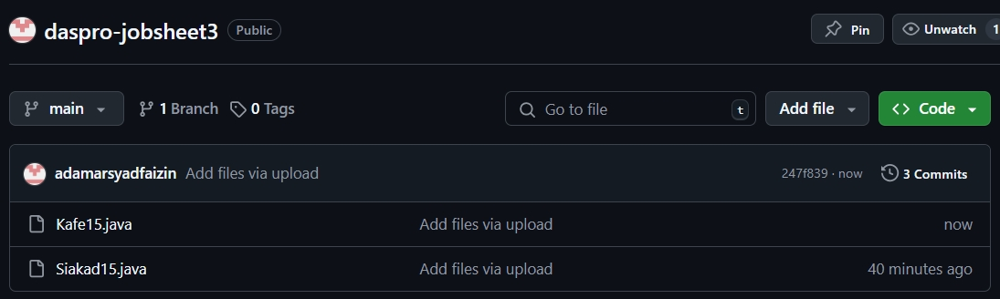 daspro-jobsheet3 Public Pin Unwatch 1
main 1 Branch 0 Tags Go to file t Add file Code
adamarsyadfaizin Add files via upload 247f839 · now 3 Commits
Kafe15.java Add files via upload now
Siakad15.java Add files via upload 40 minutes ago